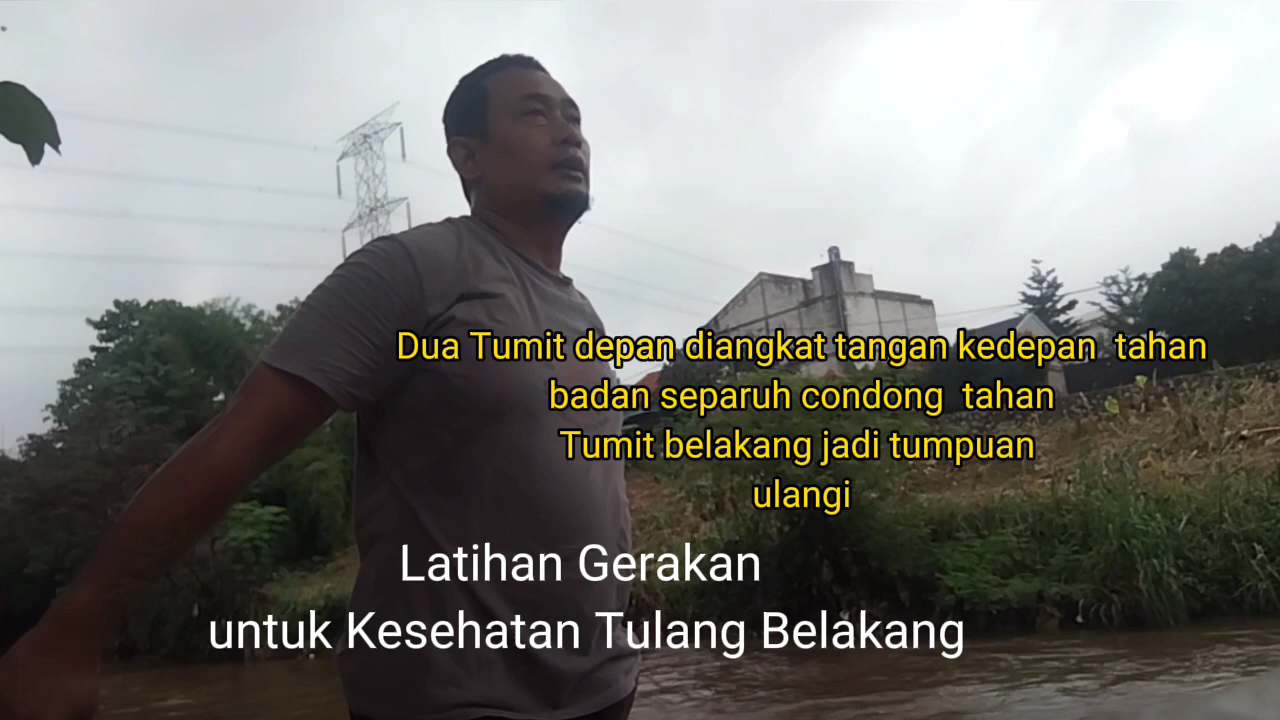 Dua Tumit depan diangkat tangan kedepan tahan
badan separuh condong tahan
Tumit belakang jadi tumpuan
ulangi
Latihan Gerakan
untuk Kesehatan Tulang Belakang